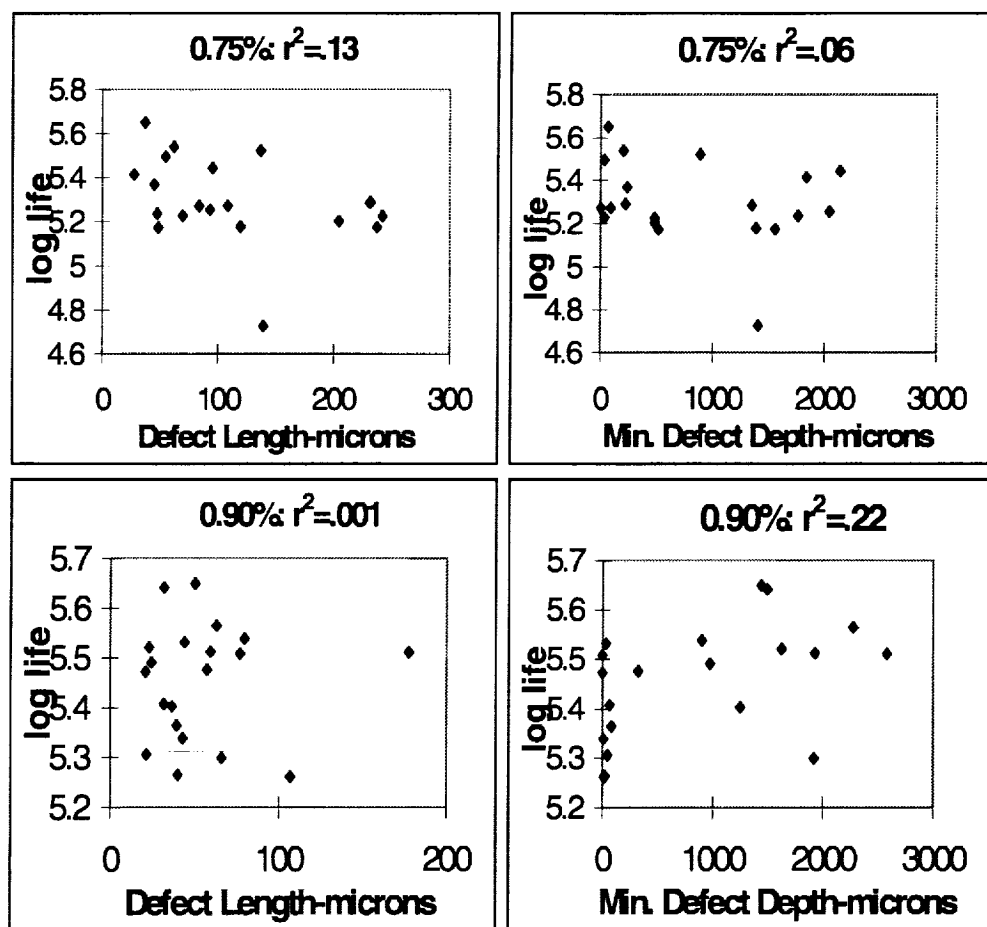 0.75%: r²=.13
5.8
5.6
5.4
5.2
5
4.8
4.6
log life
0 100 200 300
Defect Length-microns
0.75%: r²=.06
5.8
5.6
5.4
5.2
5
4.8
4.6
log life
0 1000 2000 3000
Min. Defect Depth-microns
0.90%: r²=.001
5.7
5.6
5.5
5.4
5.3
5.2
log life
0 100 200
Defect Length-microns
0.90%: r²=.22
5.7
5.6
5.5
5.4
5.3
5.2
log life
0 1000 2000 3000
Min. Defect Depth-microns